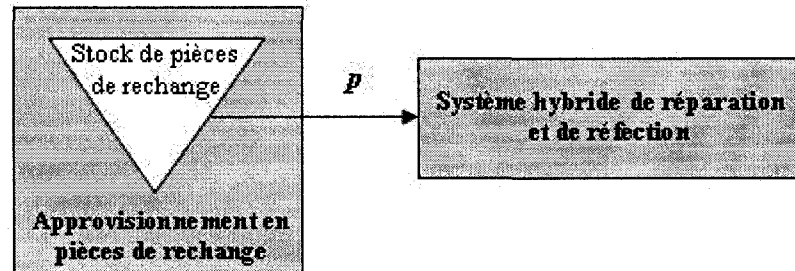 Stock de pièces
de rechange
Approvisionnement en
pièces de rechange
p
Système hybride de réparation
et de réfection